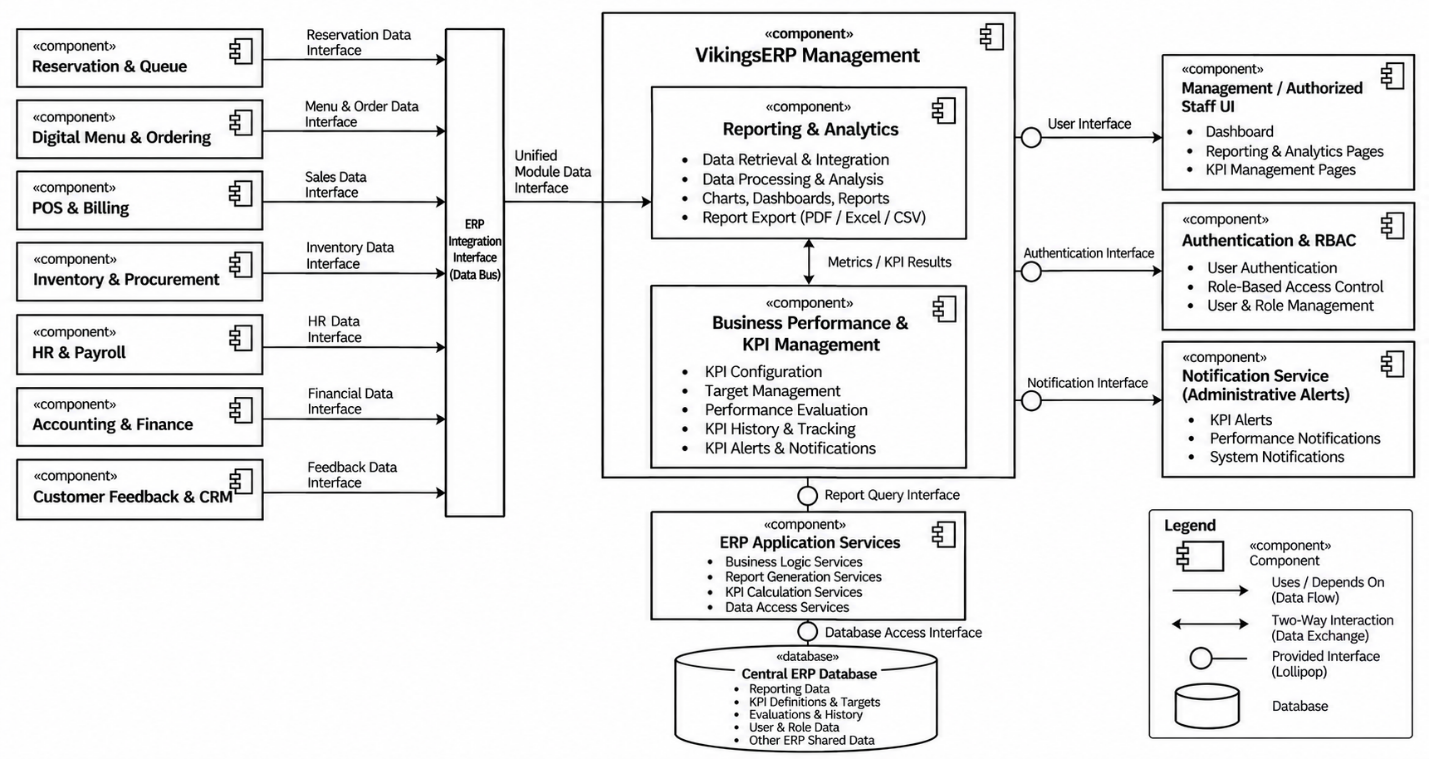 «component»
Reservation & Queue
Reservation Data
Interface
«component»
Digital Menu & Ordering
Menu & Order Data
Interface
«component»
POS & Billing
Sales Data
Interface
«component»
Inventory & Procurement
Inventory Data
Interface
«component»
HR & Payroll
HR Data
Interface
«component»
Accounting & Finance
Financial Data
Interface
«component»
Customer Feedback & CRM
Feedback Data
Interface
ERP
Integration
Interface
(Data Bus)
Unified
Module Data
Interface
«component»
VikingsERP Management
«component»
Reporting & Analytics
• Data Retrieval & Integration
• Data Processing & Analysis
• Charts, Dashboards, Reports
• Report Export (PDF / Excel / CSV)
Metrics / KPI Results
«component»
Business Performance &
KPI Management
• KPI Configuration
• Target Management
• Performance Evaluation
• KPI History & Tracking
• KPI Alerts & Notifications
Report Query Interface
«component»
ERP Application Services
• Business Logic Services
• Report Generation Services
• KPI Calculation Services
• Data Access Services
Database Access Interface
«database»
Central ERP Database
• Reporting Data
• KPI Definitions & Targets
• Evaluations & History
• User & Role Data
• Other ERP Shared Data
User Interface
«component»
Management / Authorized
Staff UI
• Dashboard
• Reporting & Analytics Pages
• KPI Management Pages
Authentication Interface
«component»
Authentication & RBAC
• User Authentication
• Role-Based Access Control
• User & Role Management
Notification Interface
«component»
Notification Service
(Administrative Alerts)
• KPI Alerts
• Performance Notifications
• System Notifications
Legend
«component»
Component
Uses / Depends On
(Data Flow)
Two-Way Interaction
(Data Exchange)
Provided Interface
(Lollipop)
Database